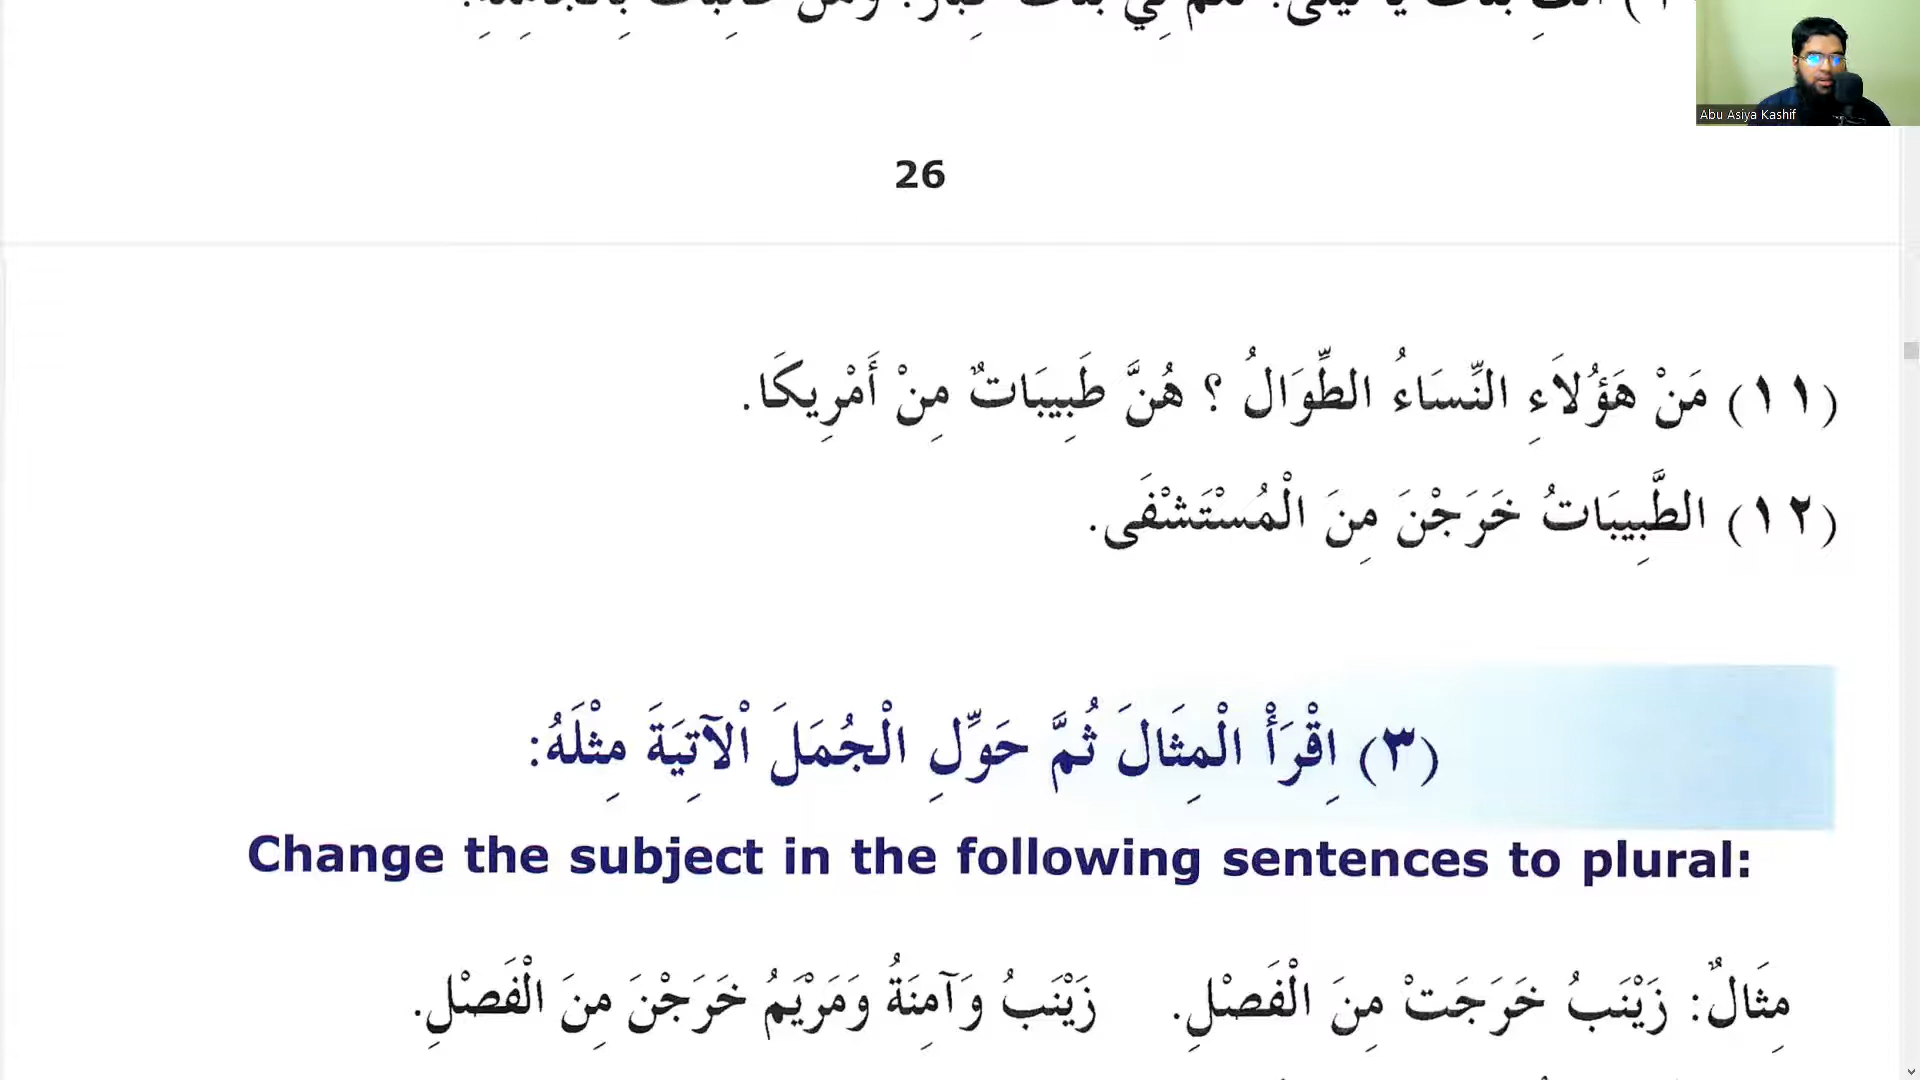 Abu Asiya Kashif
26
(١١) مَنْ هَؤُلَاءِ النِّسَاءُ الطِّوَالُ ؟ هُنَّ طَبِيبَاتٌ مِنْ أَمْرِيكَا.
(١٢) الطَّبِيبَاتُ خَرَجْنَ مِنَ الْمُسْتَشْفَى.
(٣) اِقْرَأْ الْمِثَالَ ثُمَّ حَوِّلِ الْجُمَلَ الْآتِيَةَ مِثْلَهُ:
Change the subject in the following sentences to plural:
مِثَالٌ: زَيْنَبُ خَرَجَتْ مِنَ الْفَصْلِ. زَيْنَبُ وَآمِنَةُ وَمَرْيَمُ خَرَجْنَ مِنَ الْفَصْلِ.